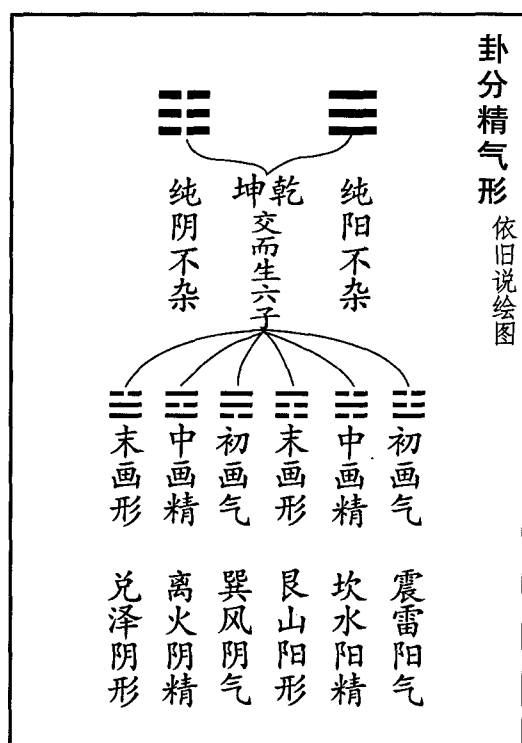 卦分精气形
依旧说绘图
纯阳不杂
乾坤
交而生六子
纯阴不杂
初画气
中画精
末画形
初画气
中画精
末画形
震雷阳气
坎水阳精
艮山阳形
巽风阴气
离火阴精
兑泽阴形